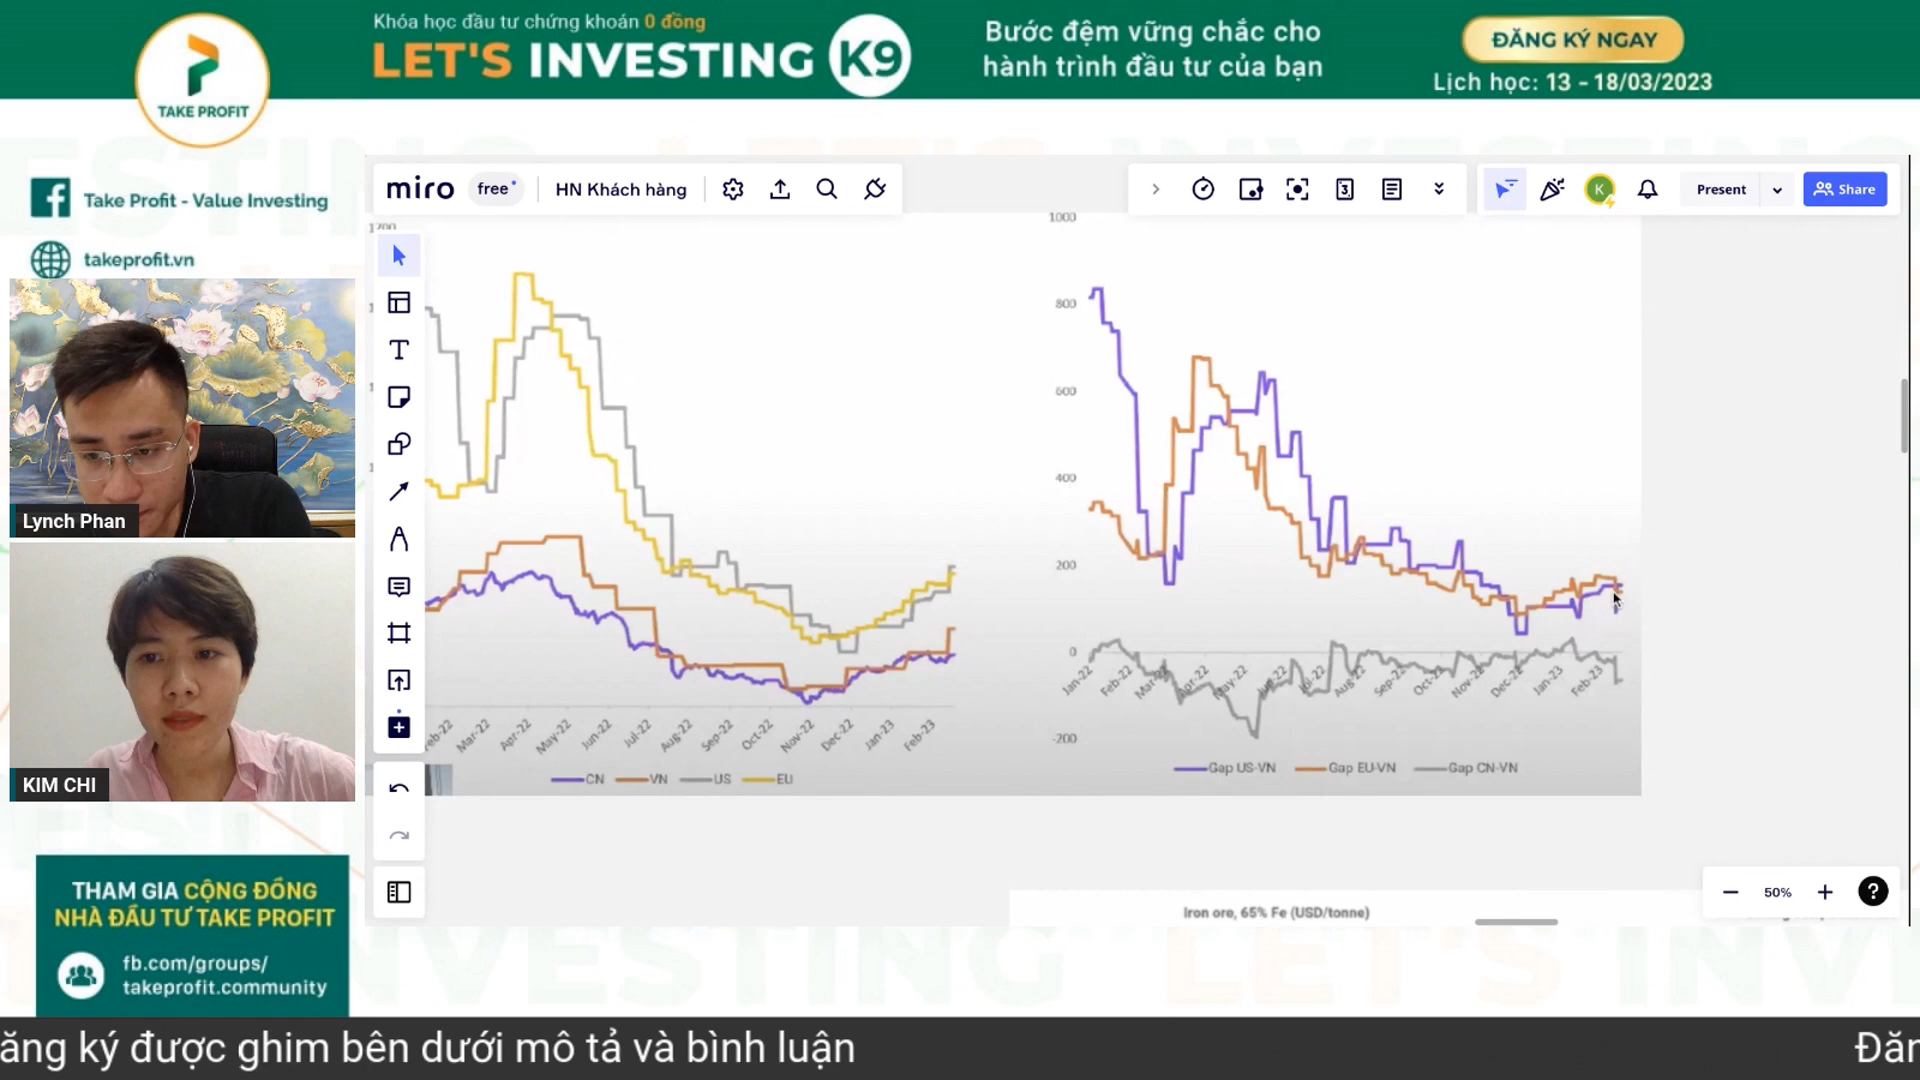 Khóa học đầu tư chứng khoán 0 đồng
LET'S INVESTING K9
Bước đệm vững chắc cho
hành trình đầu tư của bạn
ĐĂNG KÝ NGAY
Lịch học: 13 - 18/03/2023
TAKE PROFIT
Take Profit - Value Investing
takeprofit.vn
miro free HN Khách hàng
3
K
Present
Share
1700
CN VN US EU
Mar-22 Apr-22 May-22 Jun-22 Jul-22 Aug-22 Sep-22 Oct-22 Nov-22 Dec-22 Jan-23 Feb-23
1000
800
600
400
200
0
-200
Jan-22 Feb-22 Mar-22 Apr-22 May-22 Jun-22 Jul-22 Aug-22 Sep-22 Oct-22 Nov-22 Dec-22 Jan-23 Feb-23
Gap US-VN Gap EU-VN Gap CN-VN
Lynch Phan
KIM CHI
50%
?
Iron ore, 65% Fe (USD/tonne)
THAM GIA CỘNG ĐỒNG
NHÀ ĐẦU TƯ TAKE PROFIT
fb.com/groups/
takeprofit.community
INVESTING LET'S
ăng ký được ghim bên dưới mô tả và bình luận
Đăn